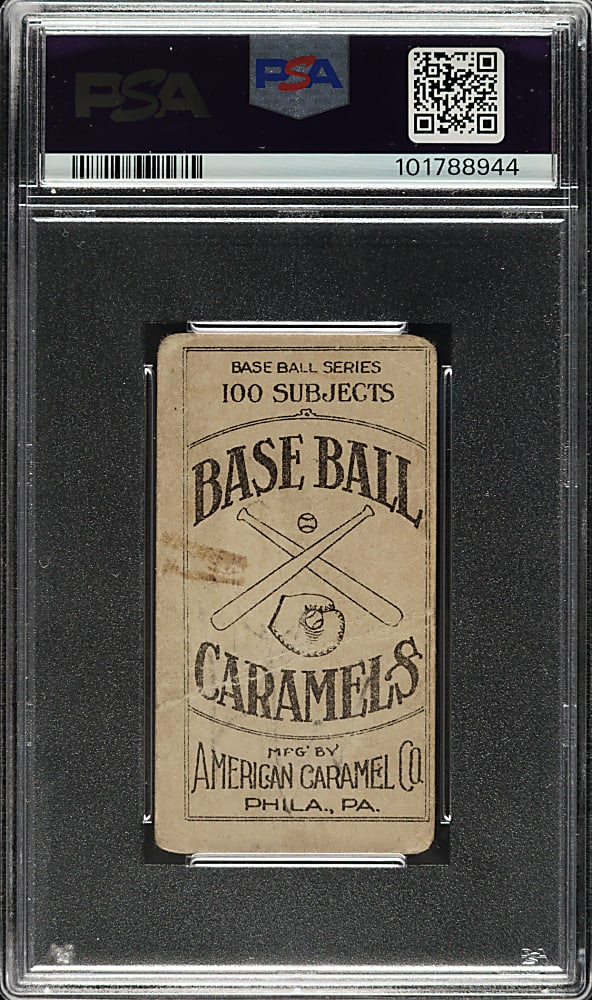 PSA
PSA
101788944
BASE BALL SERIES
100 SUBJECTS
BASE BALL
CARAMELS
MFG' BY
AMERICAN CARAMEL CO.
PHILA., PA.